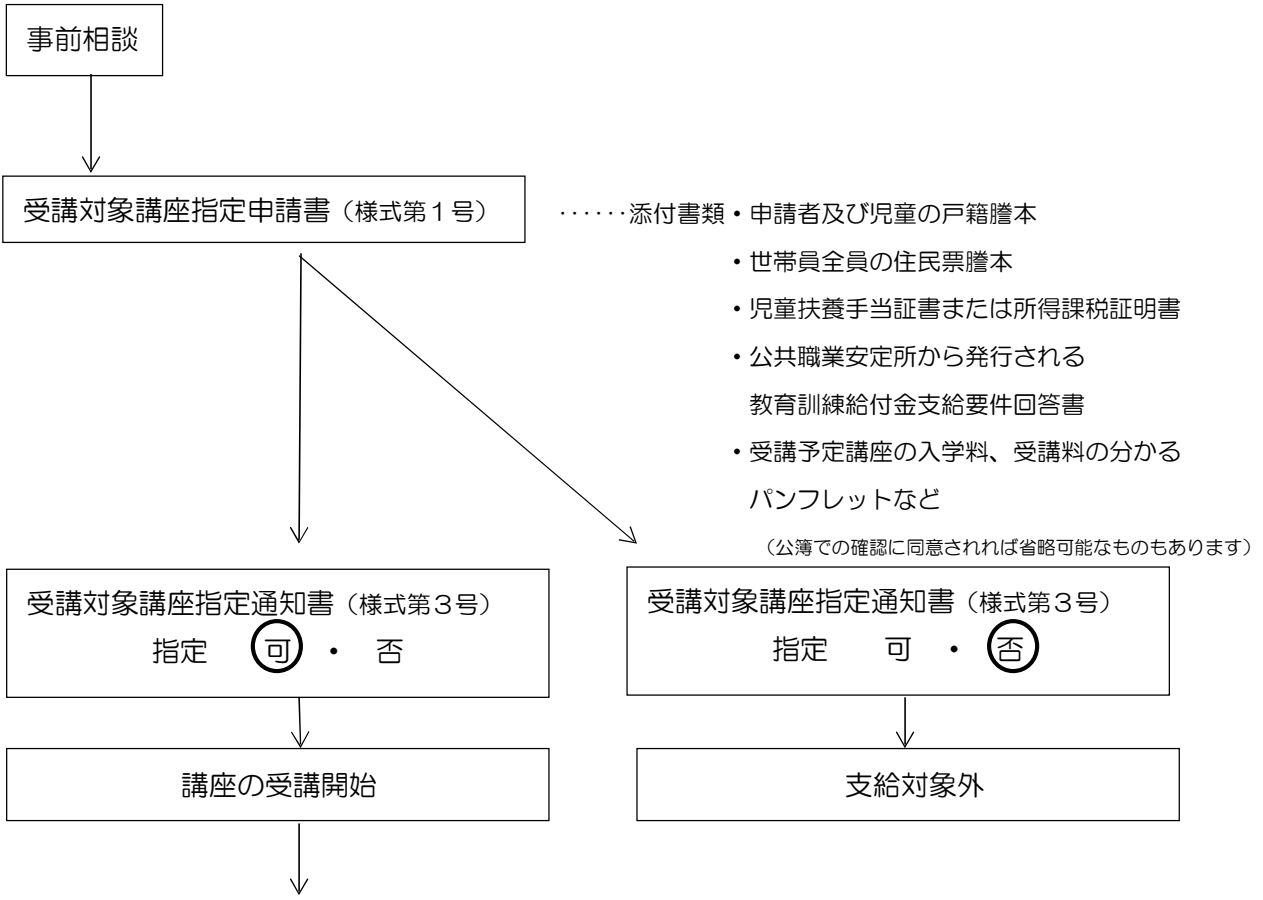 事前相談
受講対象講座指定申請書（様式第１号）
‥‥‥添付書類・申請者及び児童の戸籍謄本
・世帯員全員の住民票謄本
・児童扶養手当証書または所得課税証明書
・公共職業安定所から発行される
教育訓練給付金支給要件回答書
・受講予定講座の入学料、受講料の分かる
パンフレットなど
（公簿での確認に同意されれば省略可能なものもあります）
受講対象講座指定通知書（様式第３号）
指定　可　・　否
受講対象講座指定通知書（様式第３号）
指定　可　・　否
講座の受講開始
支給対象外